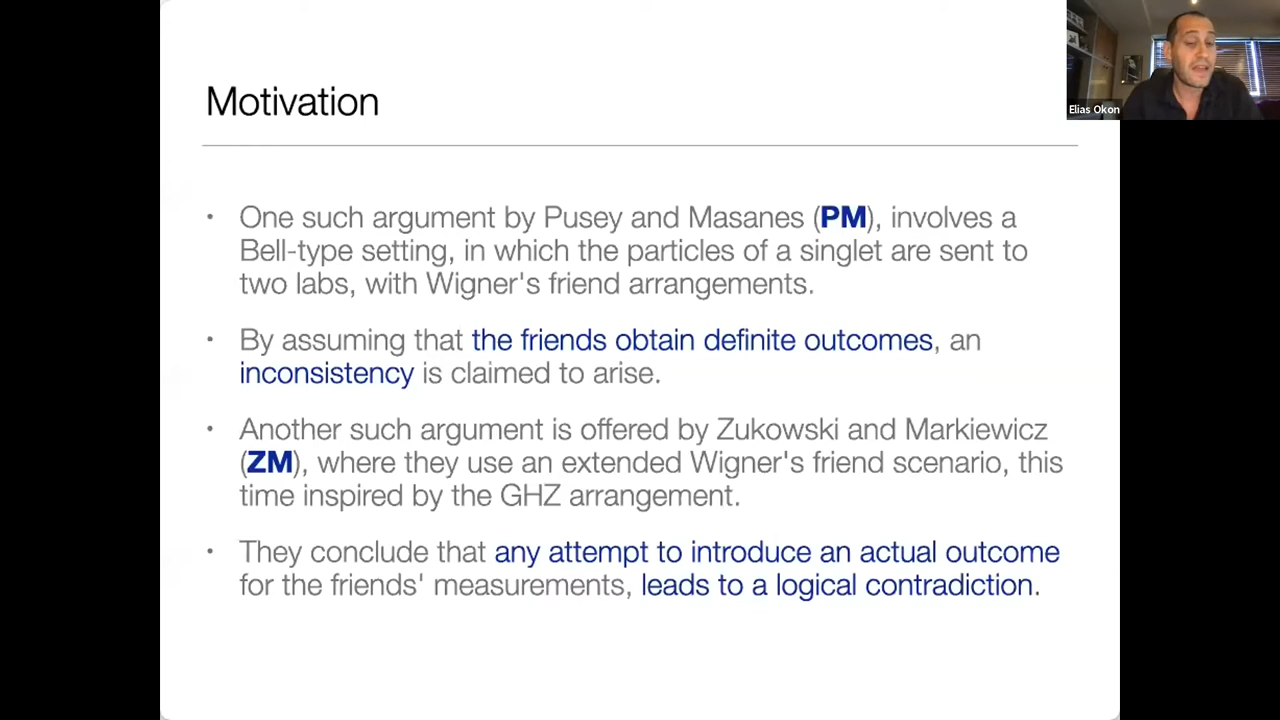 Motivation
• One such argument by Pusey and Masanes (PM), involves a
Bell-type setting, in which the particles of a singlet are sent to
two labs, with Wigner's friend arrangements.
• By assuming that the friends obtain definite outcomes, an
inconsistency is claimed to arise.
• Another such argument is offered by Zukowski and Markiewicz
(ZM), where they use an extended Wigner's friend scenario, this
time inspired by the GHZ arrangement.
• They conclude that any attempt to introduce an actual outcome
for the friends' measurements, leads to a logical contradiction.
Elias Okon